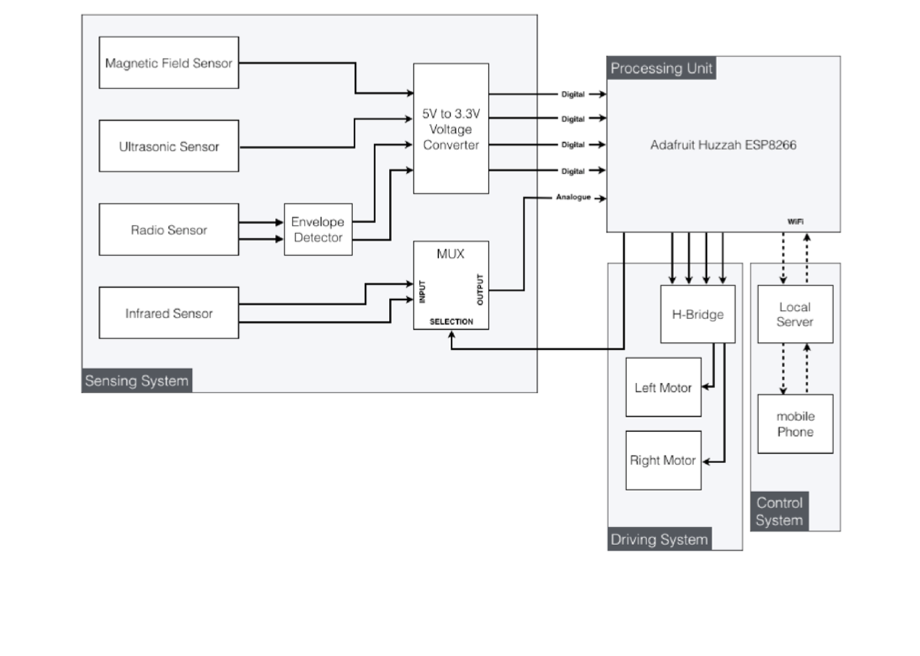 Magnetic Field Sensor
Ultrasonic Sensor
Radio Sensor
Infrared Sensor
Envelope
Detector
5V to 3.3V
Voltage
Converter
MUX
INPUT
OUTPUT
SELECTION
Sensing System
Digital
Digital
Digital
Digital
Analogue
Processing Unit
Adafruit Huzzah ESP8266
WiFi
H-Bridge
Left Motor
Right Motor
Driving System
Local
Server
mobile
Phone
Control
System